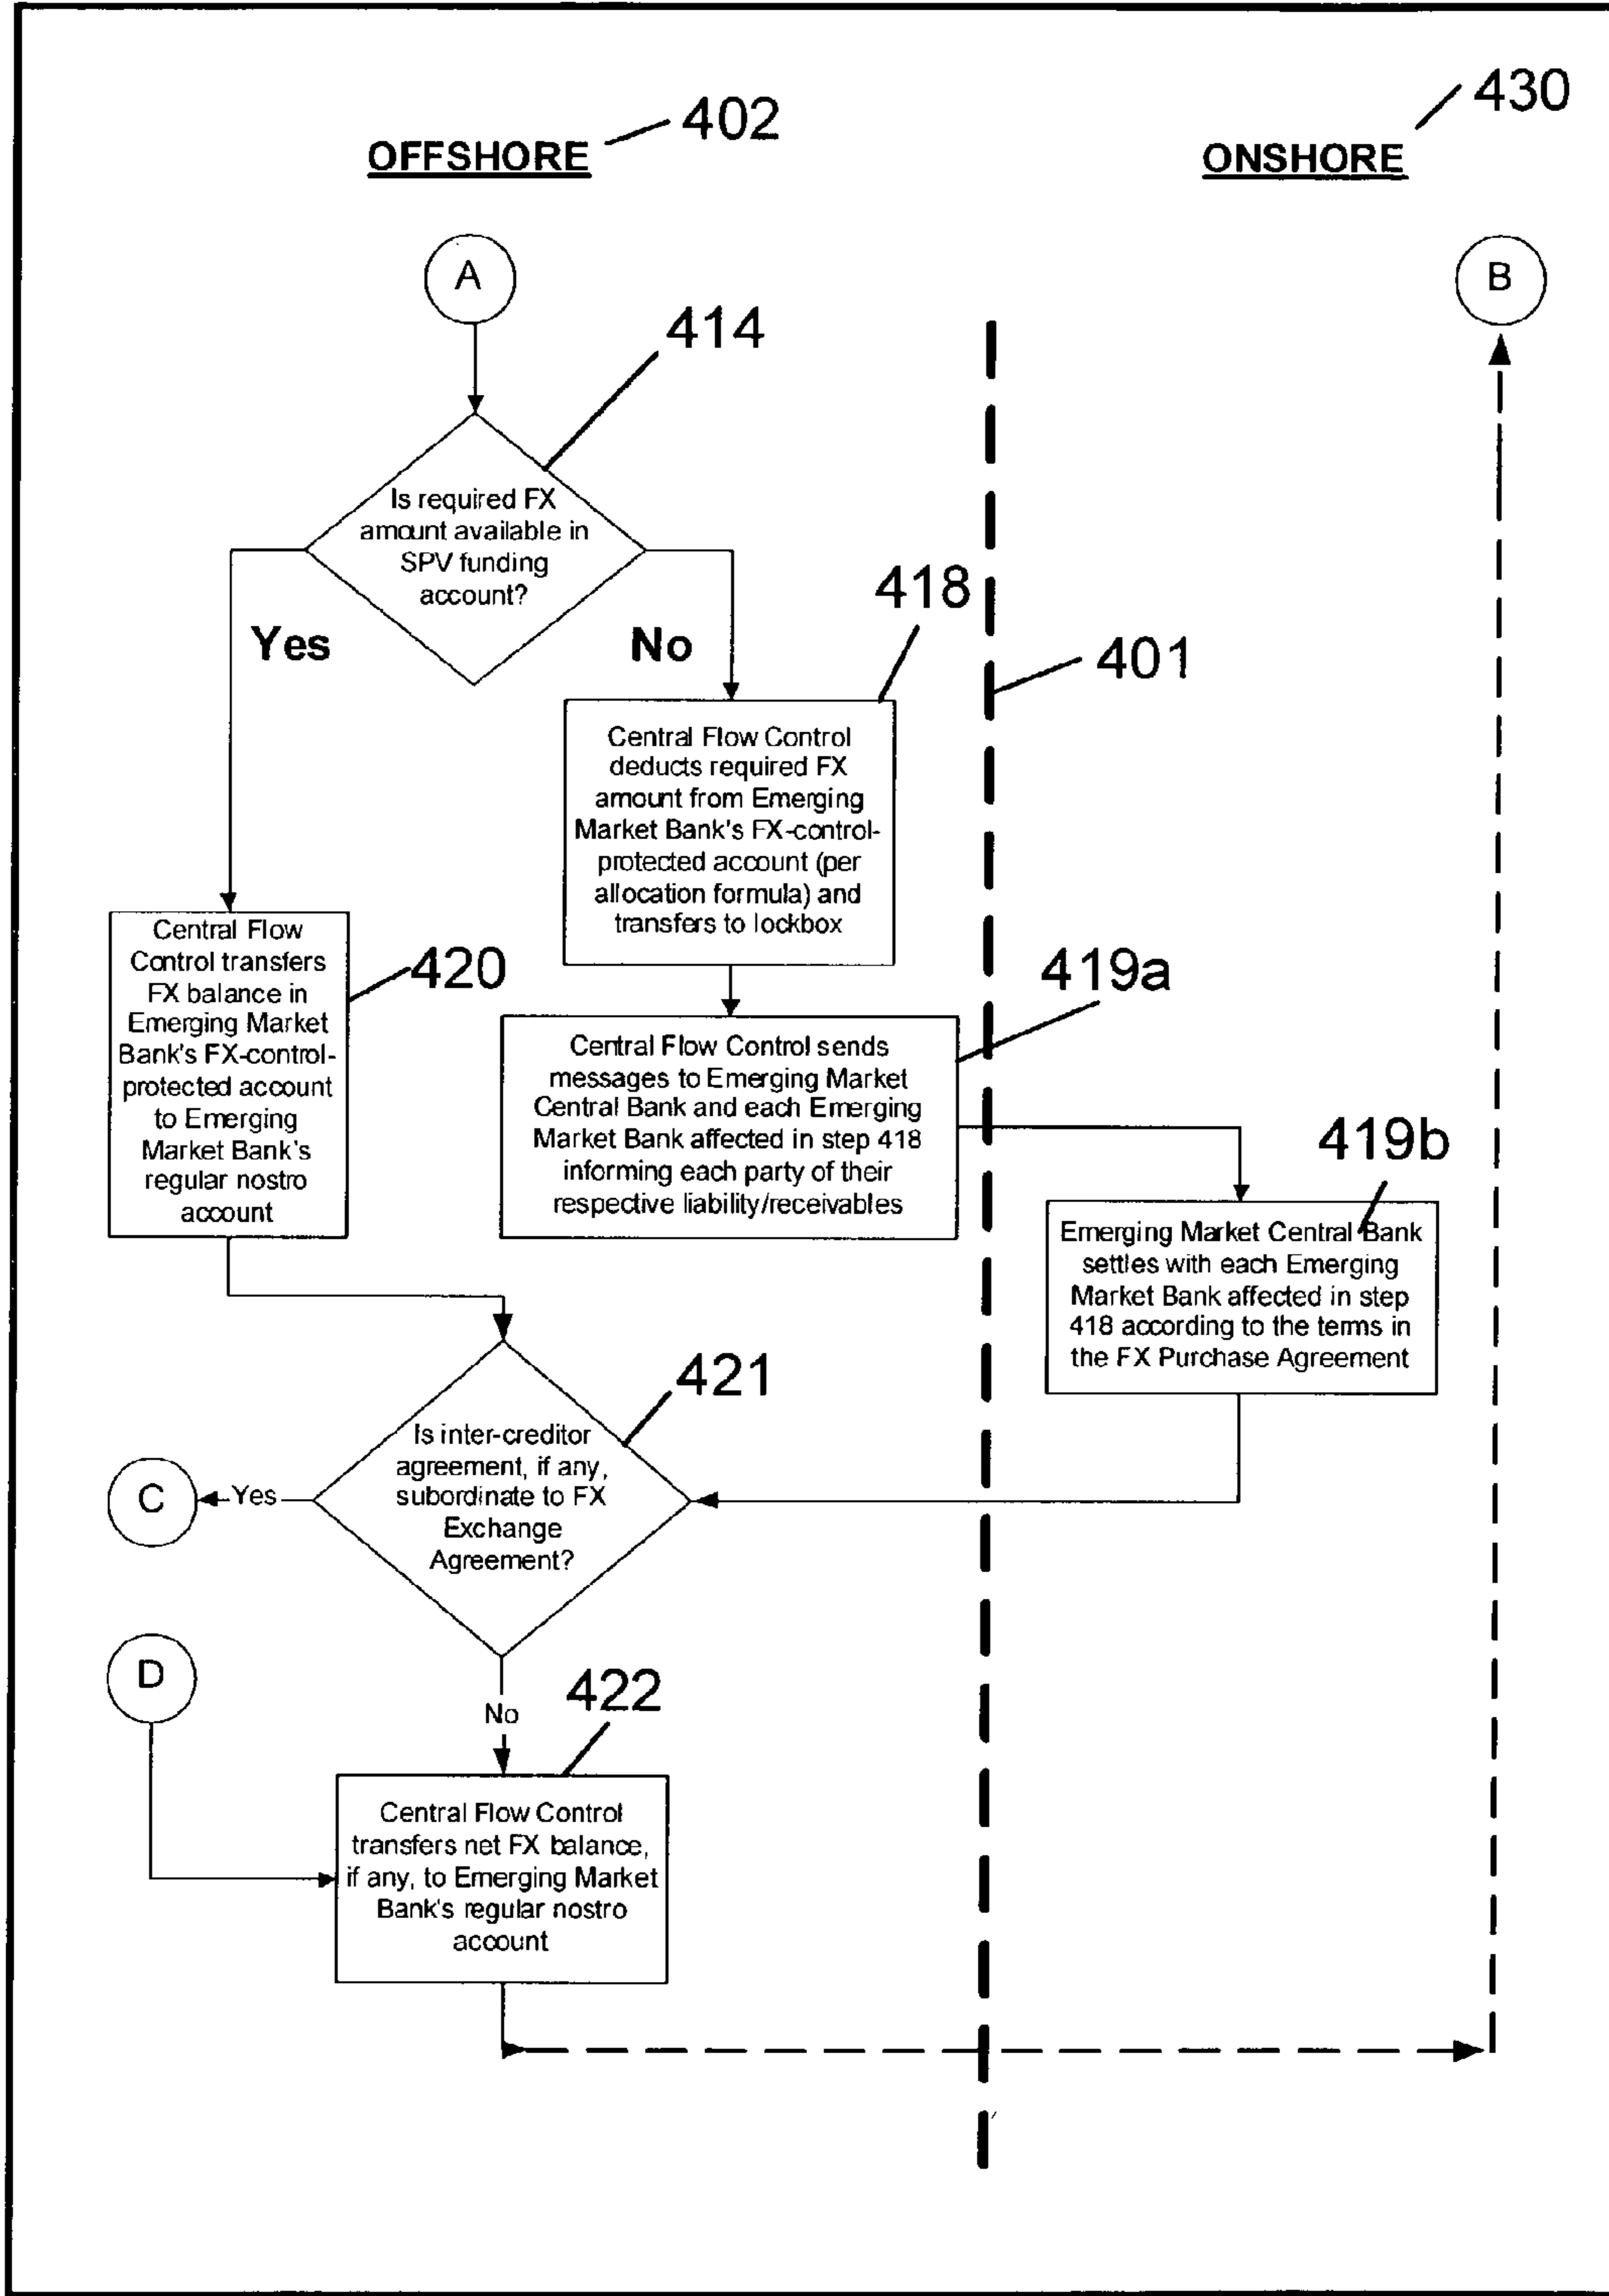 430
402
OFFSHORE
ONSHORE
A
B
414
Is required FX
amount available in
SPV funding
account?
418
Yes
No
401
Central Flow Control
deducts required FX
amount from Emerging
Market Bank's FX-control-
protected account (per
allocation formula) and
transfers to lockbox
Central Flow
Control transfers
FX balance in
Emerging Market
Bank's FX-control-
protected account
to Emerging
Market Bank's
regular nostro
account
420
419a
Central Flow Control sends
messages to Emerging Market
Central Bank and each Emerging
Market Bank affected in step 418
informing each party of their
respective liability/receivables
419b
Emerging Market Central Bank
settles with each Emerging
Market Bank affected in step
418 according to the terms in
the FX Purchase Agreement
421
Is inter-creditor
agreement, if any,
subordinate to FX
Exchange
Agreement?
C
Yes
D
No
422
Central Flow Control
transfers net FX balance,
if any, to Emerging Market
Bank's regular nostro
account